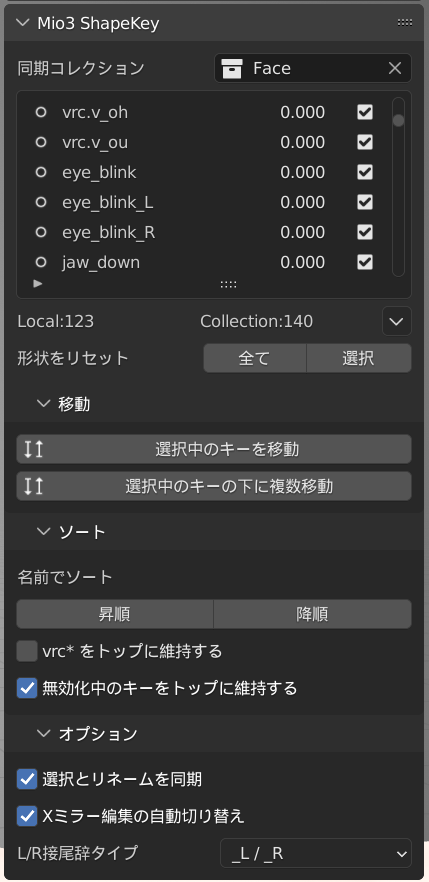 Mio3 ShapeKey
同期コレクション Face
vrc.v_oh 0.000
vrc.v_ou 0.000
eye_blink 0.000
eye_blink_L 0.000
eye_blink_R 0.000
jaw_down 0.000
Local:123 Collection:140
形状をリセット 全て 選択
移動
選択中のキーを移動
選択中のキーの下に複数移動
ソート
名前でソート
昇順 降順
vrc* をトップに維持する
無効化中のキーをトップに維持する
オプション
選択とリネームを同期
Xミラー編集の自動切り替え
L/R接尾辞タイプ _L / _R